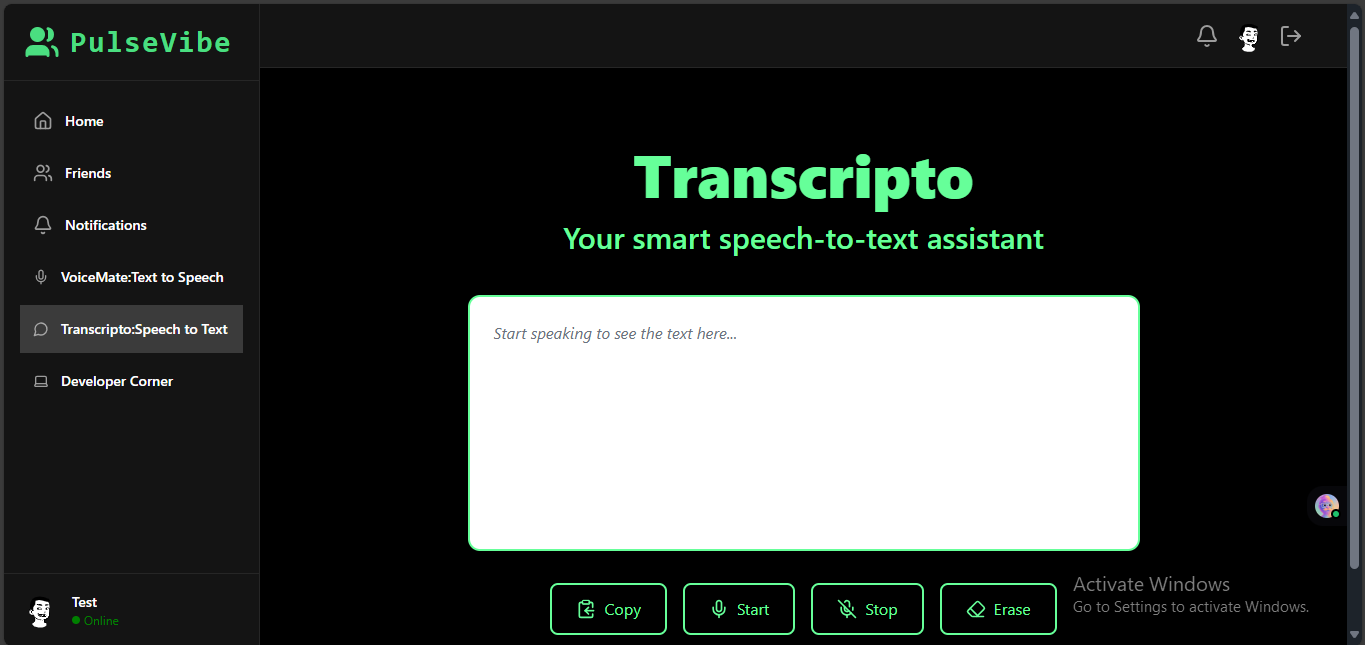 PulseVibe
Home
Friends
Notifications
VoiceMate:Text to Speech
Transcripto:Speech to Text
Developer Corner
Test
Online
Transcripto
Your smart speech-to-text assistant
Start speaking to see the text here...
Copy
Start
Stop
Erase
Activate Windows
Go to Settings to activate Windows.